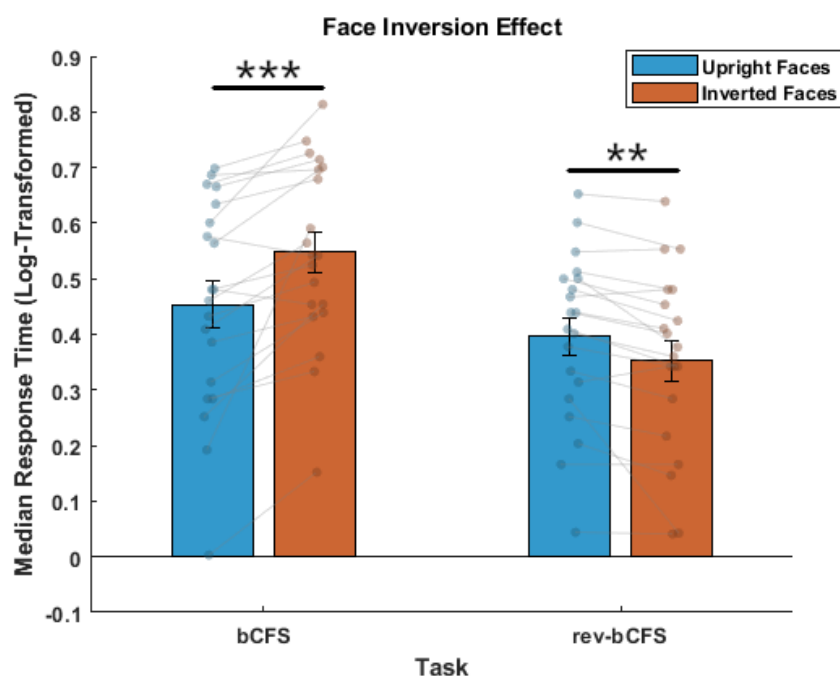 Face Inversion Effect
Upright Faces
Inverted Faces
***
**
Median Response Time (Log-Transformed)
0.9
0.8
0.7
0.6
0.5
0.4
0.3
0.2
0.1
0
-0.1
bCFS
rev-bCFS
Task